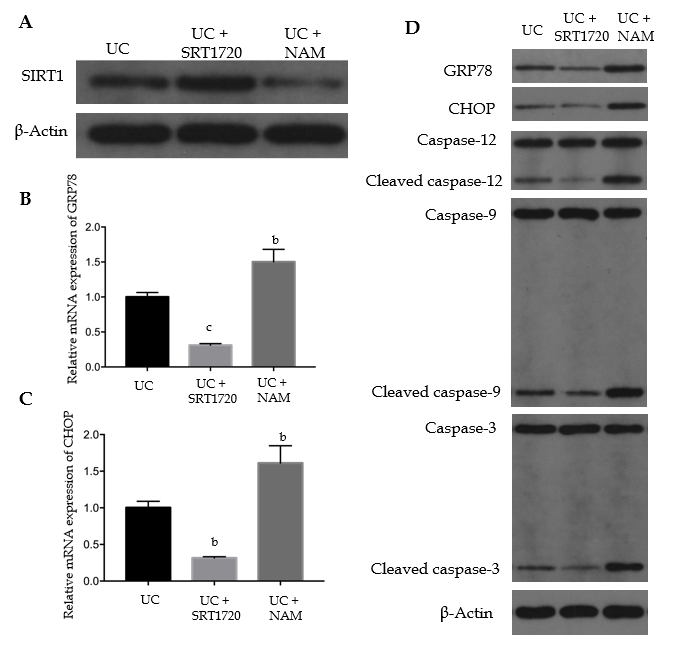 A
UC
UC +
SRT1720
UC +
NAM
SIRT1
β-Actin
B
Relative mRNA expression of GRP78
2.0
1.5
1.0
0.5
0.0
b
c
UC
UC +
SRT1720
UC +
NAM
C
Relative mRNA expression of CHOP
2.0
1.5
1.0
0.5
0.0
b
b
UC
UC +
SRT1720
UC +
NAM
D
UC
UC +
SRT1720
UC +
NAM
GRP78
CHOP
Caspase-12
Cleaved caspase-12
Caspase-9
Cleaved caspase-9
Caspase-3
Cleaved caspase-3
β-Actin